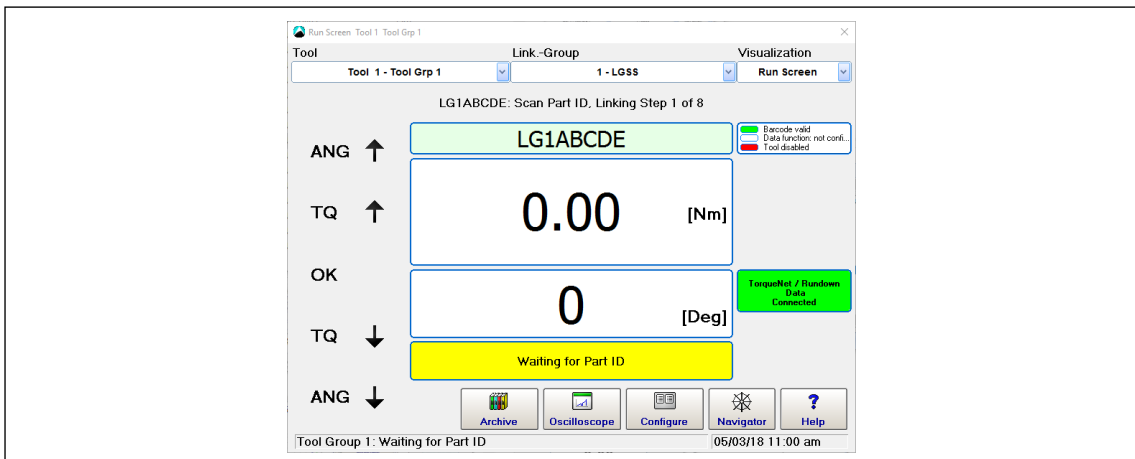 Run Screen Tool 1 Tool Grp 1
Tool Link.-Group Visualization
Tool 1 - Tool Grp 1 1 - LGSS Run Screen
LG1ABCDE: Scan Part ID, Linking Step 1 of 8
LG1ABCDE
Barcode valid
Data function: not confi...
Tool disabled
ANG
TQ
0.00 [Nm]
OK
0 [Deg]
TorqueNet / Rundown
Data
Connected
TQ
Waiting for Part ID
ANG
Archive Oscilloscope Configure Navigator Help
Tool Group 1: Waiting for Part ID 05/03/18 11:00 am